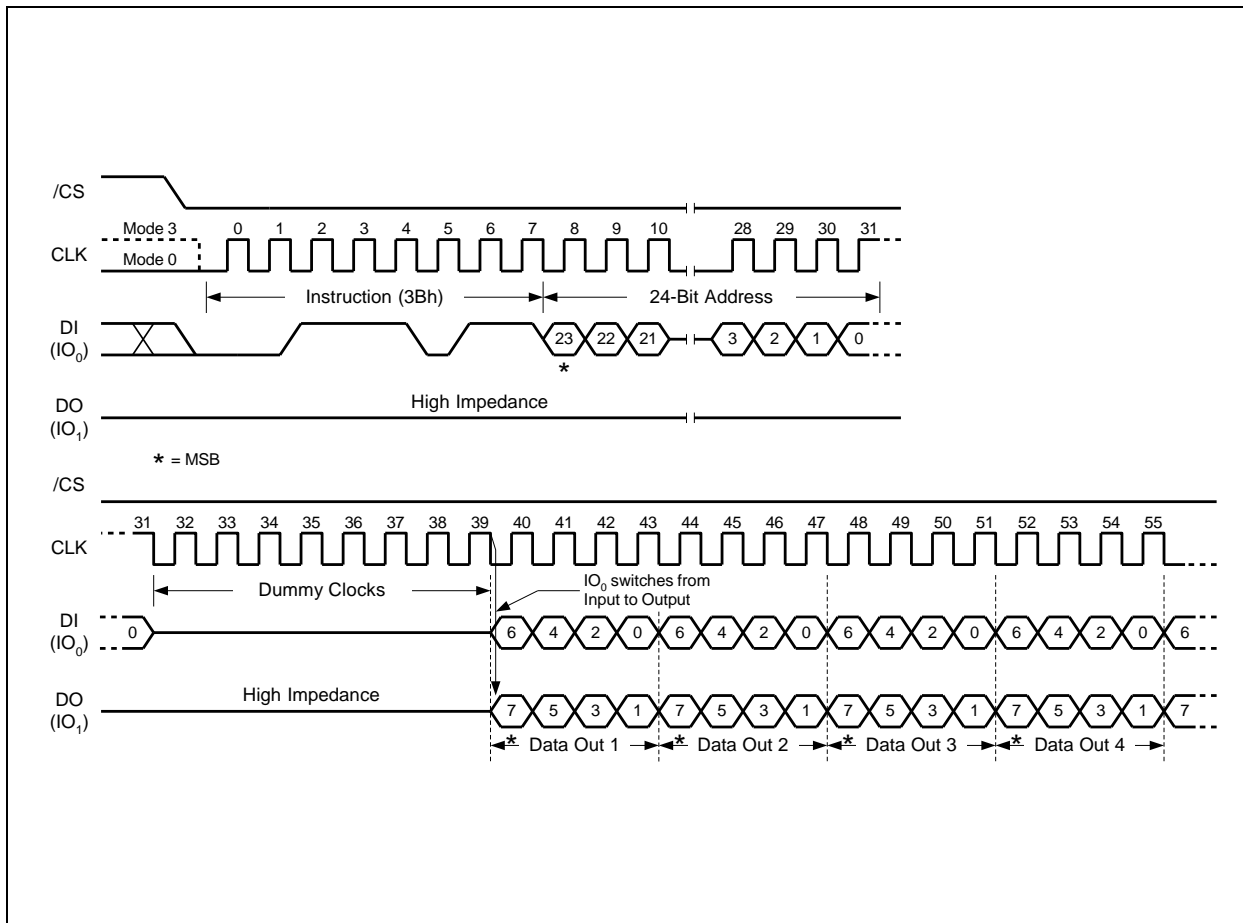 /CS
Mode 3
0 1 2 3 4 5 6 7 8 9 10 28 29 30 31
CLK
Mode 0
Instruction (3Bh)
24-Bit Address
DI
(IO0)
23 22 21 3 2 1 0
*
High Impedance
DO
(IO1)
* = MSB
/CS
31 32 33 34 35 36 37 38 39 40 41 42 43 44 45 46 47 48 49 50 51 52 53 54 55
CLK
Dummy Clocks
IO0 switches from
Input to Output
DI
(IO0)
0 6 4 2 0 6 4 2 0 6 4 2 0 6 4 2 0 6
High Impedance
DO
(IO1)
7 5 3 1 7 5 3 1 7 5 3 1 7 5 3 1 7
* Data Out 1 * Data Out 2 * Data Out 3 * Data Out 4